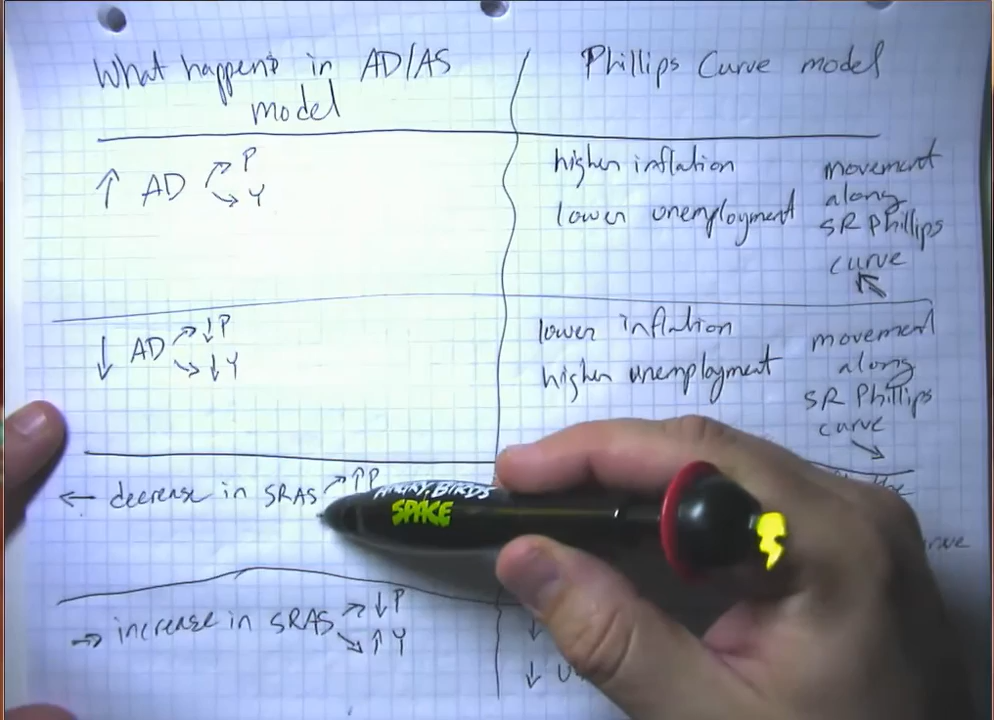 What happens in AD/AS
model
Phillips Curve model
↑ AD ↗ P
↘ Y
higher inflation
lower unemployment
movement
along
SR Phillips
curve
↖
↓ AD ↗ ↓ P
↘ ↓ Y
lower inflation
higher unemployment
movement
along
SR Phillips
curve
↘
← decrease in SRAS ↗ ↑ P
ANGRY BIRDS
SPACE
→ increase in SRAS ↗ ↓ P
↘ ↑ Y
↓
↓ U